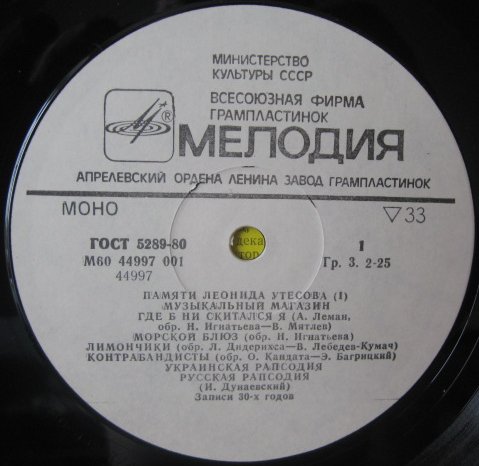 МИНИСТЕРСТВО
КУЛЬТУРЫ СССР
ВСЕСОЮЗНАЯ ФИРМА
ГРАМПЛАСТИНОК
® МЕЛОДИЯ
АПРЕЛЕВСКИЙ ОРДЕНА ЛЕНИНА ЗАВОД ГРАМПЛАСТИНОК
МОНО ▽33
ГОСТ 5289-80 1
М60 44997 001 Гр. 3. 2-25
44997
дека
тор
ПАМЯТИ ЛЕОНИДА УТЕСОВА (1)
МУЗЫКАЛЬНЫЙ МАГАЗИН
ГДЕ Б НИ СКИТАЛСЯ Я (А. Леман,
обр. Н. Игнатьева—В. Мятлев)
МОРСКОЙ БЛЮЗ (обр. Н. Игнатьева)
ЛИМОНЧИКИ (обр. Л. Дидерихса—В. Лебедев-Кумач)
КОНТРАБАНДИСТЫ (обр. О. Кандата—Э. Багрицкий)
УКРАИНСКАЯ РАПСОДИЯ
РУССКАЯ РАПСОДИЯ
(И. Дунаевский)
Записи 30-х годов